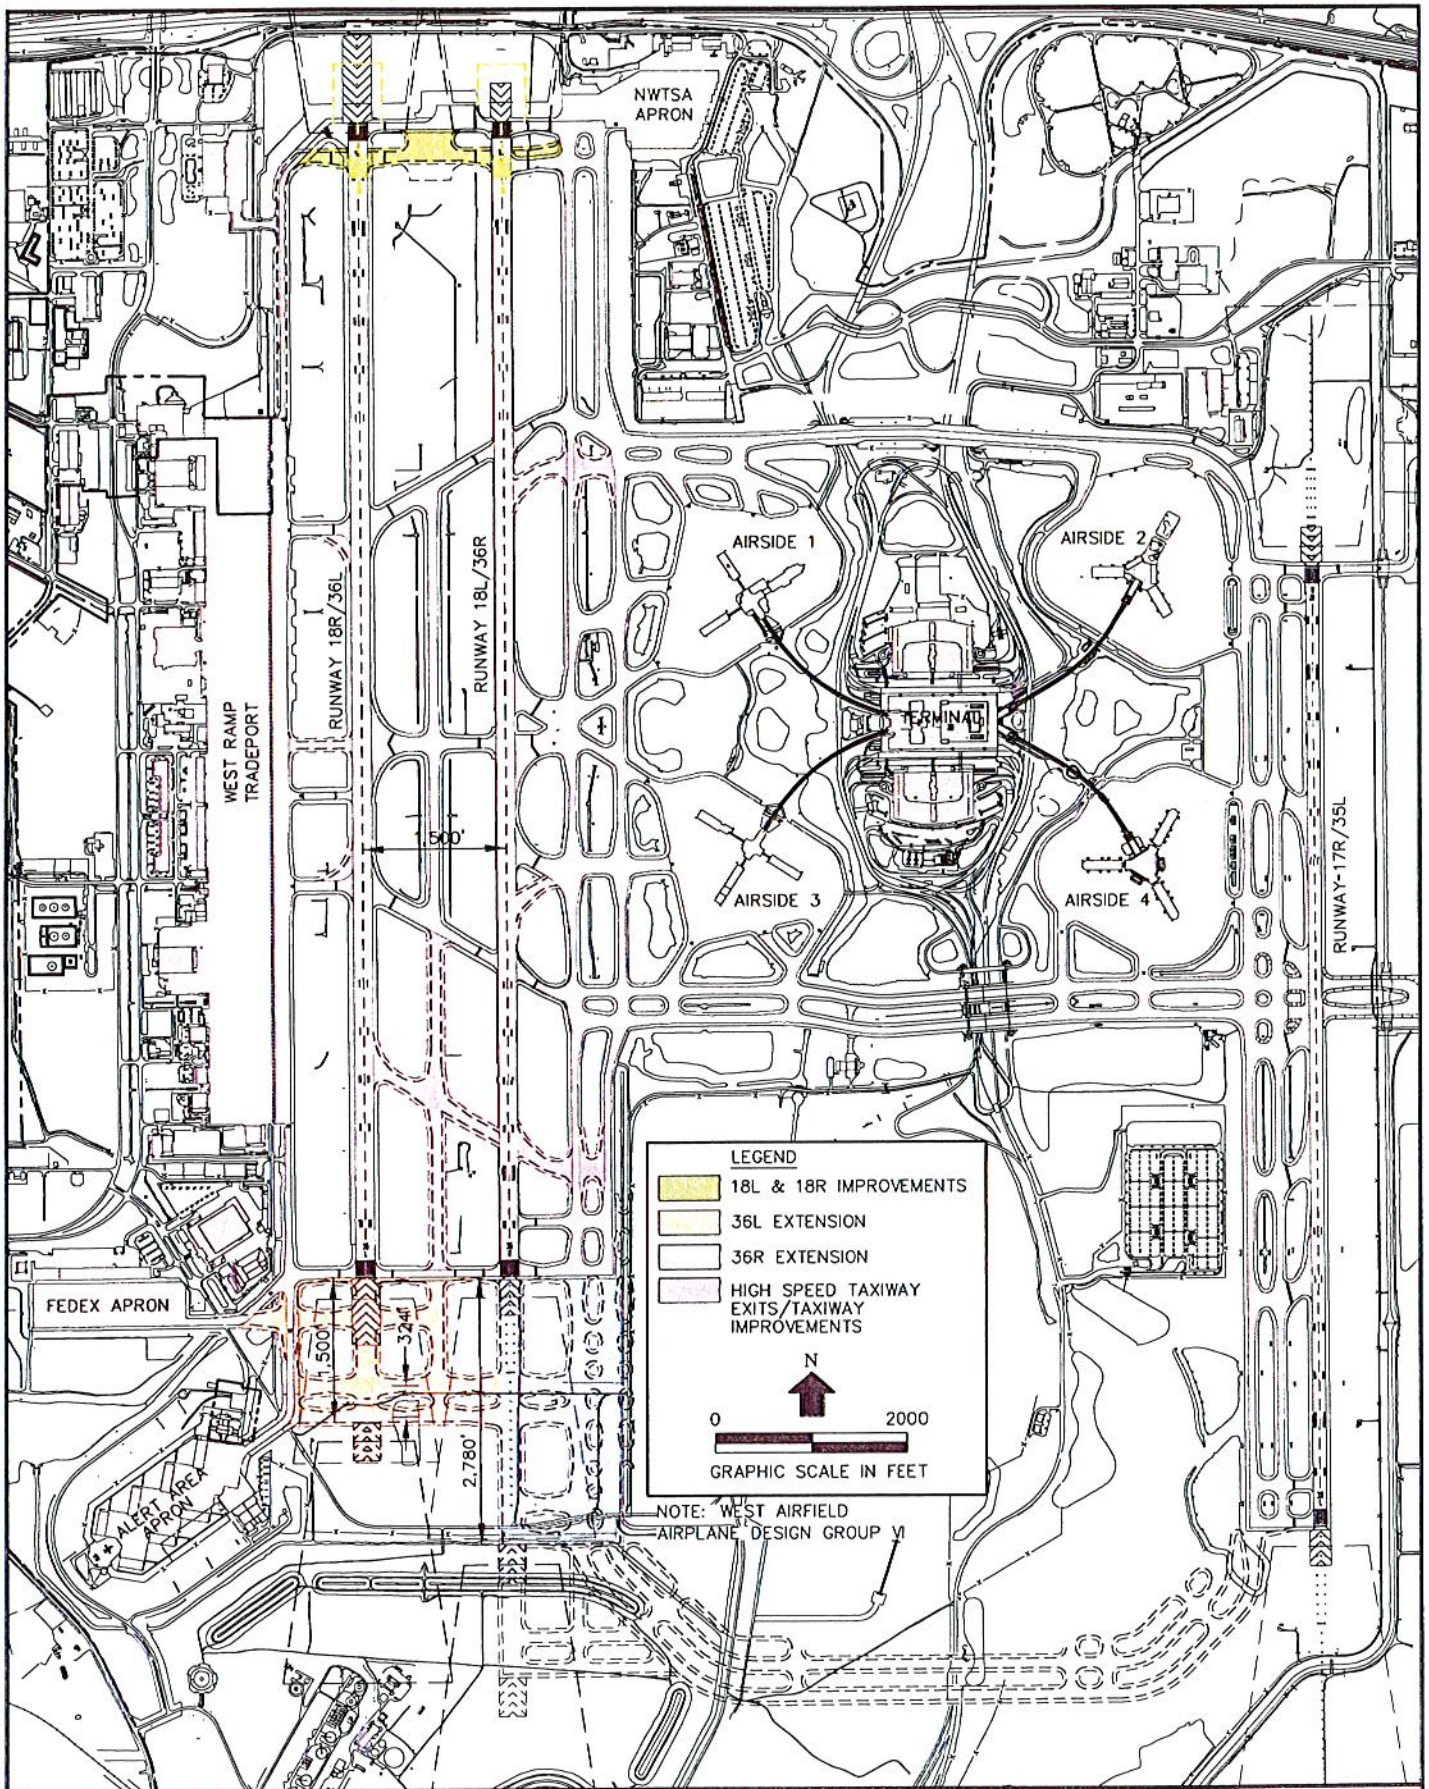 NWTSA
APRON
AIRSIDE 1
AIRSIDE 2
RUNWAY 18R/36L
RUNWAY 18L/36R
WEST RAMP
TRADEPORT
TERMINAL
1,500'
AIRSIDE 3
AIRSIDE 4
RUNWAY-17R/35L
LEGEND
18L & 18R IMPROVEMENTS
36L EXTENSION
36R EXTENSION
HIGH SPEED TAXIWAY
EXITS/TAXIWAY
IMPROVEMENTS
N
0 2000
GRAPHIC SCALE IN FEET
FEDEX APRON
1,500'
324'
2,780'
ALERT AREA
APRON
NOTE: WEST AIRFIELD
AIRPLANE DESIGN GROUP VI